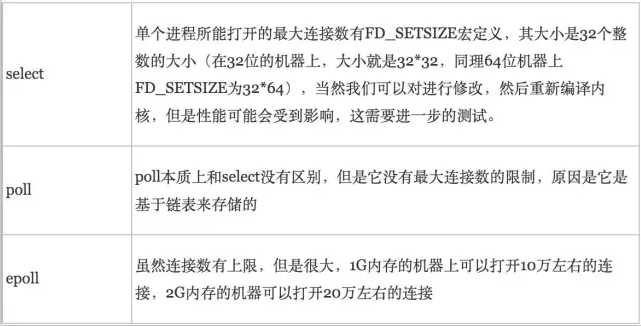 select
单个进程所能打开的最大连接数有FD_SETSIZE宏定义，其大小是32个整
数的大小（在32位的机器上，大小就是32*32，同理64位机器上
FD_SETSIZE为32*64），当然我们可以对进行修改，然后重新编译内
核，但是性能可能会受到影响，这需要进一步的测试。
poll
poll本质上和select没有区别，但是它没有最大连接数的限制，原因是它是
基于链表来存储的
epoll
虽然连接数有上限，但是很大，1G内存的机器上可以打开10万左右的连
接，2G内存的机器可以打开20万左右的连接